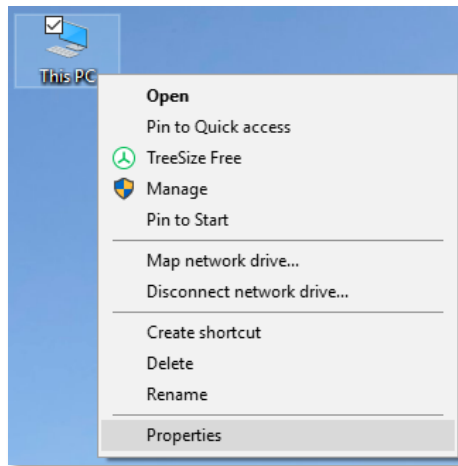 This PC
Open
Pin to Quick access
TreeSize Free
Manage
Pin to Start
Map network drive...
Disconnect network drive...
Create shortcut
Delete
Rename
Properties